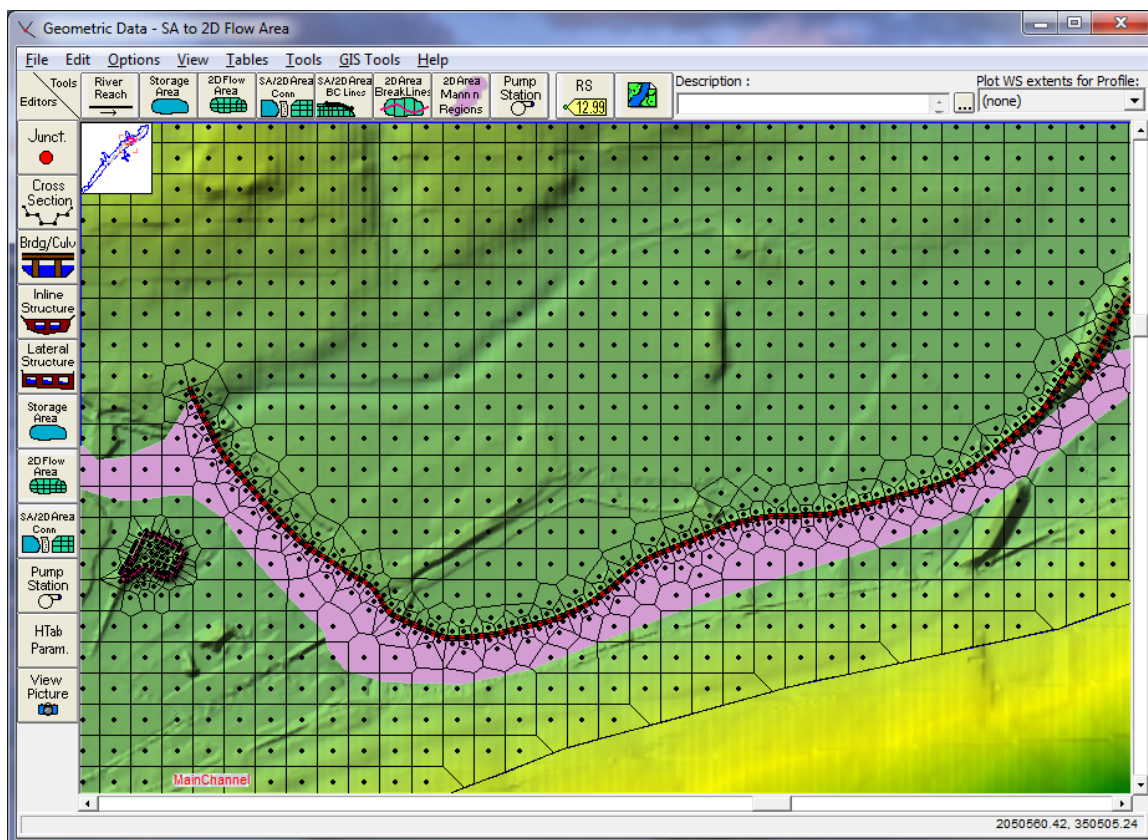 Geometric Data - SA to 2D Flow Area
File Edit Options View Tables Tools GIS Tools Help
Tools
Editors
River
Reach
Storage
Area
2D Flow
Area
SA/2D Area
Conn
SA/2D Area
BC Lines
2D Area
BreakLines
2D Area
Mann n
Regions
Pump
Station
RS
12.99
Description :
...
Plot WS extents for Profile:
(none)
Junct.
Cross
Section
Brdg/Culv
Inline
Structure
Lateral
Structure
Storage
Area
2D Flow
Area
SA/2D Area
Conn
Pump
Station
HTab
Param.
View
Picture
MainChannel
2050560.42, 350505.24